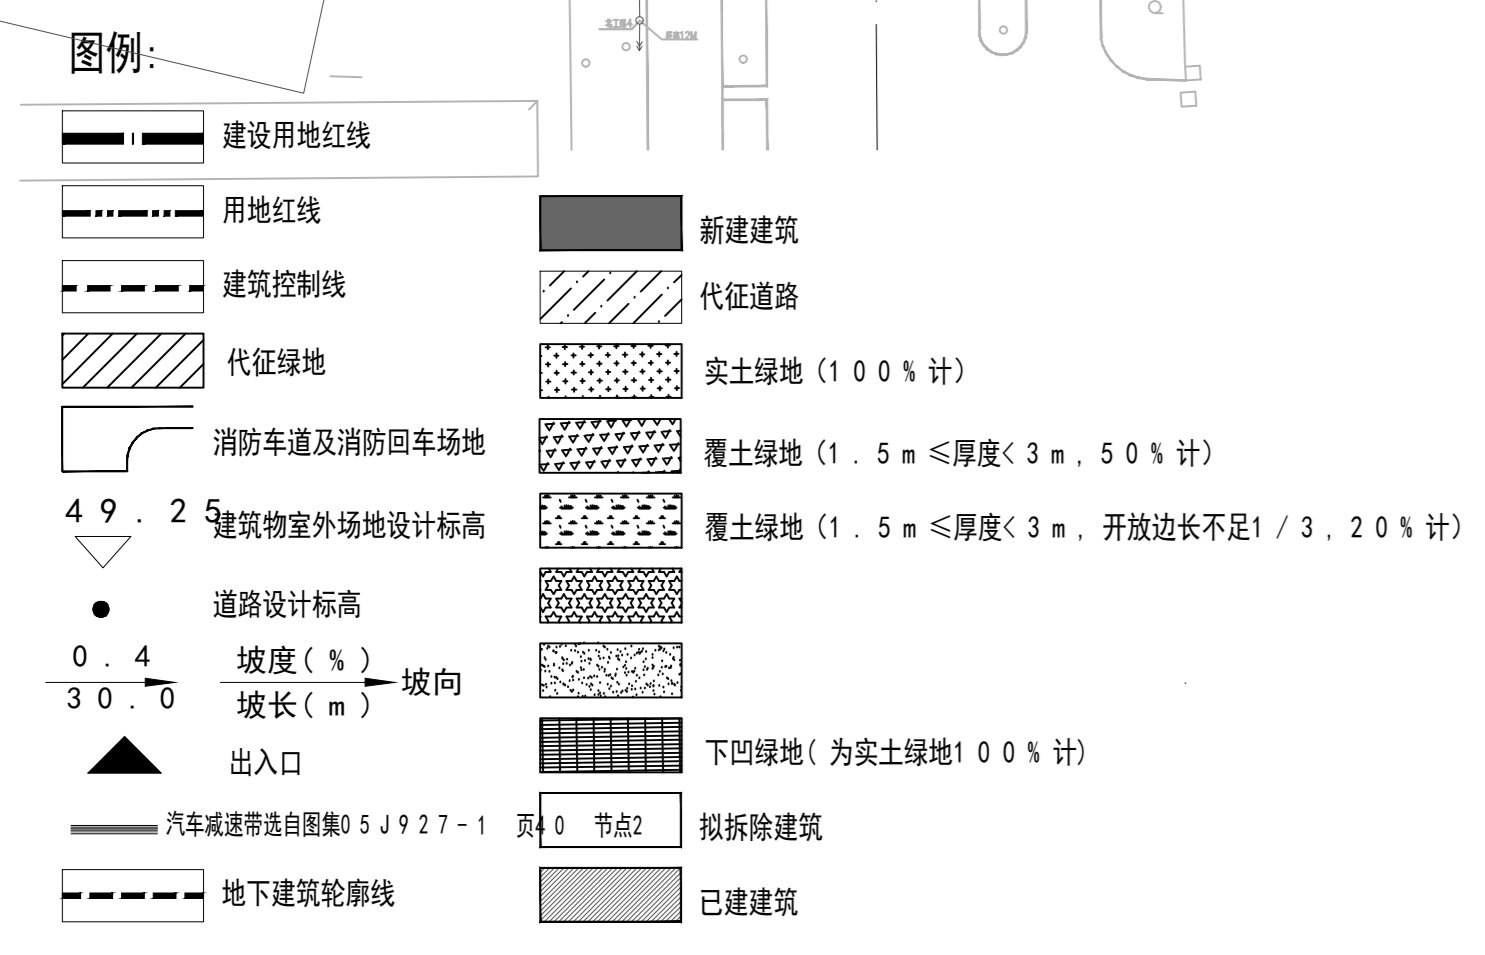 图例:
建设用地红线
用地红线
建筑控制线
代征绿地
消防车道及消防回车场地
49.25
建筑物室外场地设计标高
道路设计标高
0.4
30.0
坡度(%)
坡长(m)
坡向
出入口
汽车减速带选自图集05J927-1 页40 节点2
地下建筑轮廓线
新建建筑
代征道路
实土绿地(100%计)
覆土绿地(1.5m≤厚度<3m,50%计)
覆土绿地(1.5m≤厚度<3m,开放边长不足1/3,20%计)
下凹绿地(为实土绿地100%计)
拟拆除建筑
已建建筑